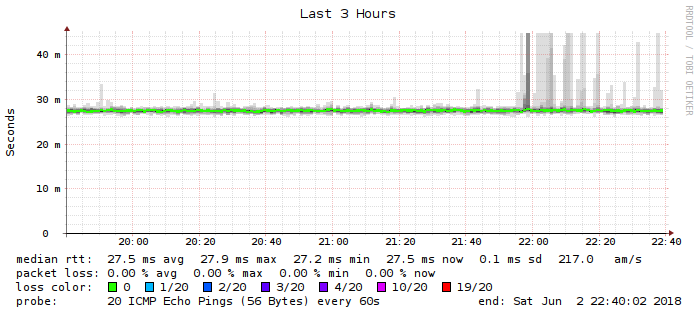 Last 3 Hours
RRDTOOL / TOBI OETIKER
Seconds
40 m
30 m
20 m
10 m
0
20:00 20:20 20:40 21:00 21:20 21:40 22:00 22:20 22:40
median rtt: 27.5 ms avg 27.9 ms max 27.2 ms min 27.5 ms now 0.1 ms sd 217.0 am/s
packet loss: 0.00 % avg 0.00 % max 0.00 % min 0.00 % now
loss color: 0 1/20 2/20 3/20 4/20 10/20 19/20
probe: 20 ICMP Echo Pings (56 Bytes) every 60s end: Sat Jun 2 22:40:02 2018